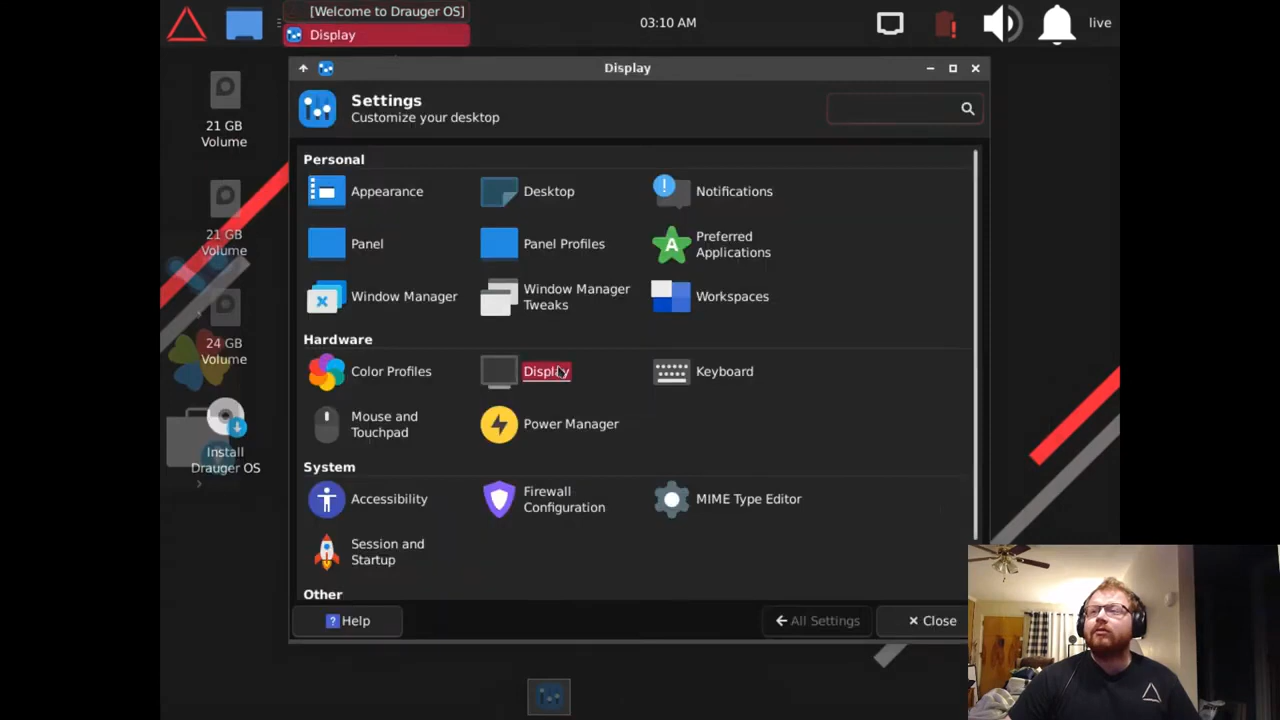 [Welcome to Drauger OS]
Display
03:10 AM
live
Display
Settings
Customize your desktop
21 GB
Volume
21 GB
Volume
24 GB
Volume
Install
Drauger OS
Personal
Appearance
Desktop
Notifications
Panel
Panel Profiles
Preferred
Applications
Window Manager
Window Manager
Tweaks
Workspaces
Hardware
Color Profiles
Display
Keyboard
Mouse and
Touchpad
Power Manager
System
Accessibility
Firewall
Configuration
MIME Type Editor
Session and
Startup
Other
Help
All Settings
Close